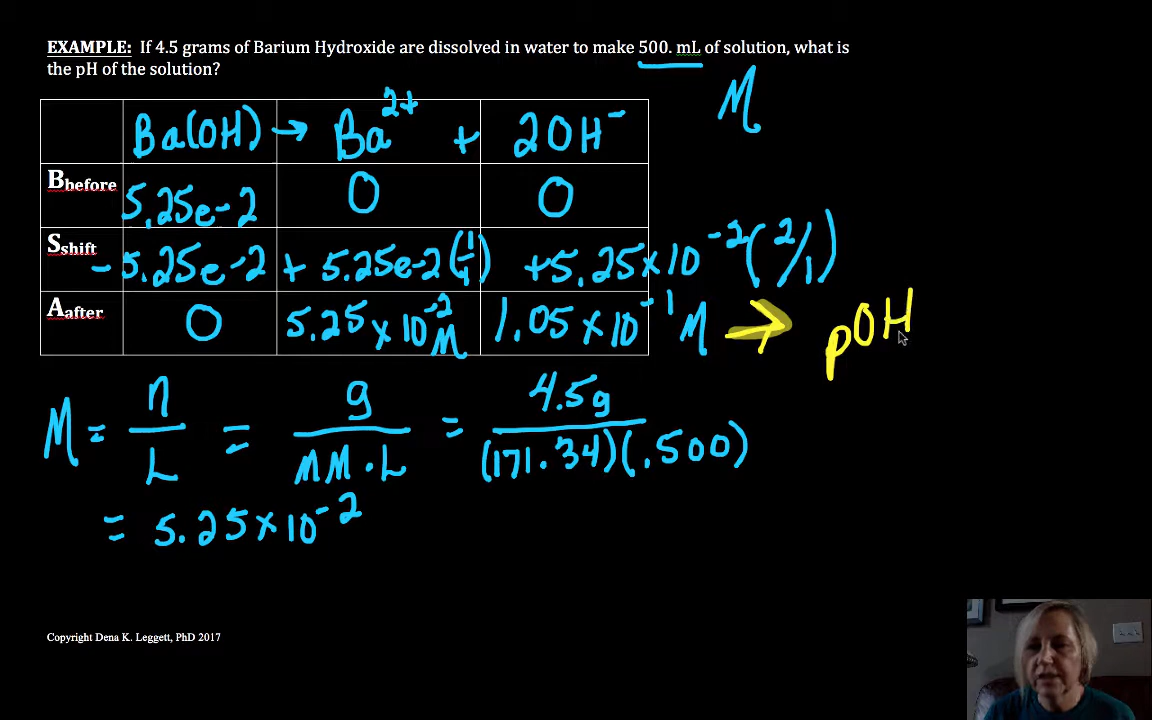 EXAMPLE: If 4.5 grams of Barium Hydroxide are dissolved in water to make 500. mL of solution, what is
the pH of the solution?
M
Ba(OH) → Ba²⁺ + 2OH⁻
Bhefore 5.25e-2 0 0
Sshift -5.25e-2 + 5.25e-2(1/1) +5.25×10⁻²(2/1)
Aafter 0 5.25×10⁻² M 1.05×10⁻¹ M → pOH
M = n/L = g/MM·L = 4.5g/(171.34)(.500)
= 5.25×10⁻²
Copyright Dena K. Leggett, PhD 2017